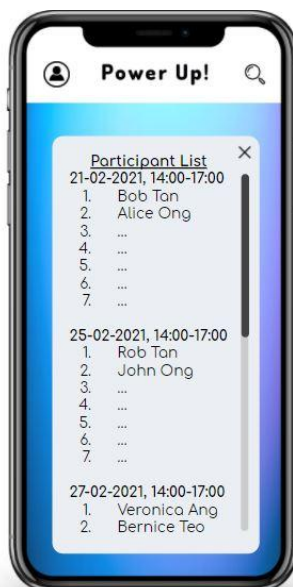 Power Up!
Participant List
21-02-2021, 14:00-17:00
1. Bob Tan
2. Alice Ong
3. ...
4. ...
5. ...
6. ...
7. ...
25-02-2021, 14:00-17:00
1. Rob Tan
2. John Ong
3. ...
4. ...
5. ...
6. ...
7. ...
27-02-2021, 14:00-17:00
1. Veronica Ang
2. Bernice Teo